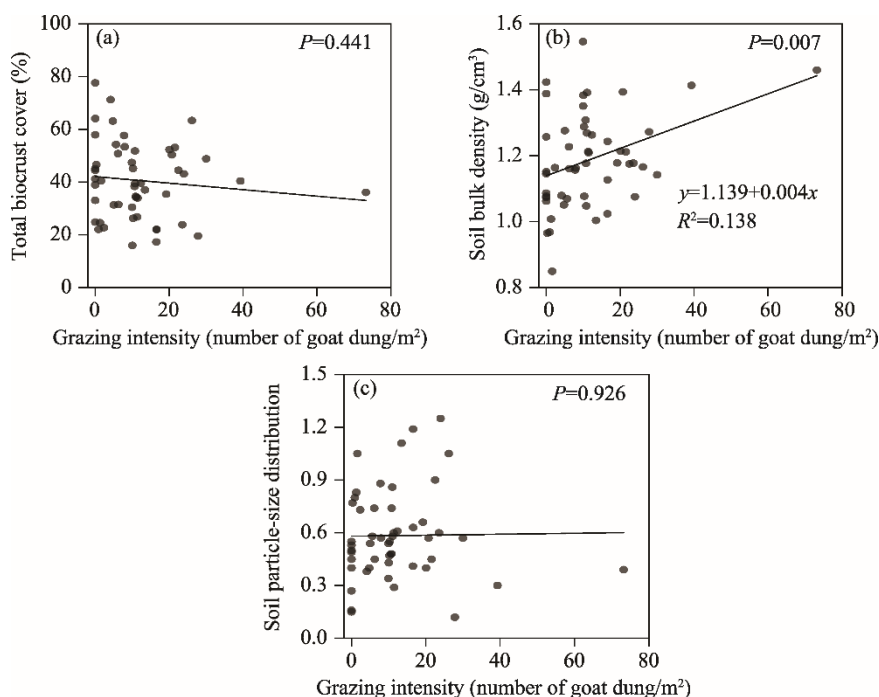 (a)
P=0.441
Total biocrust cover (%)
100
80
60
40
20
0
0 20 40 60 80
Grazing intensity (number of goat dung/m²)
(b)
P=0.007
Soil bulk density (g/cm³)
1.6
1.4
1.2
1.0
0.8
y=1.139+0.004x
R²=0.138
0 20 40 60 80
Grazing intensity (number of goat dung/m²)
(c)
P=0.926
Soil particle-size distribution
1.5
1.2
0.9
0.6
0.3
0.0
0 20 40 60 80
Grazing intensity (number of goat dung/m²)